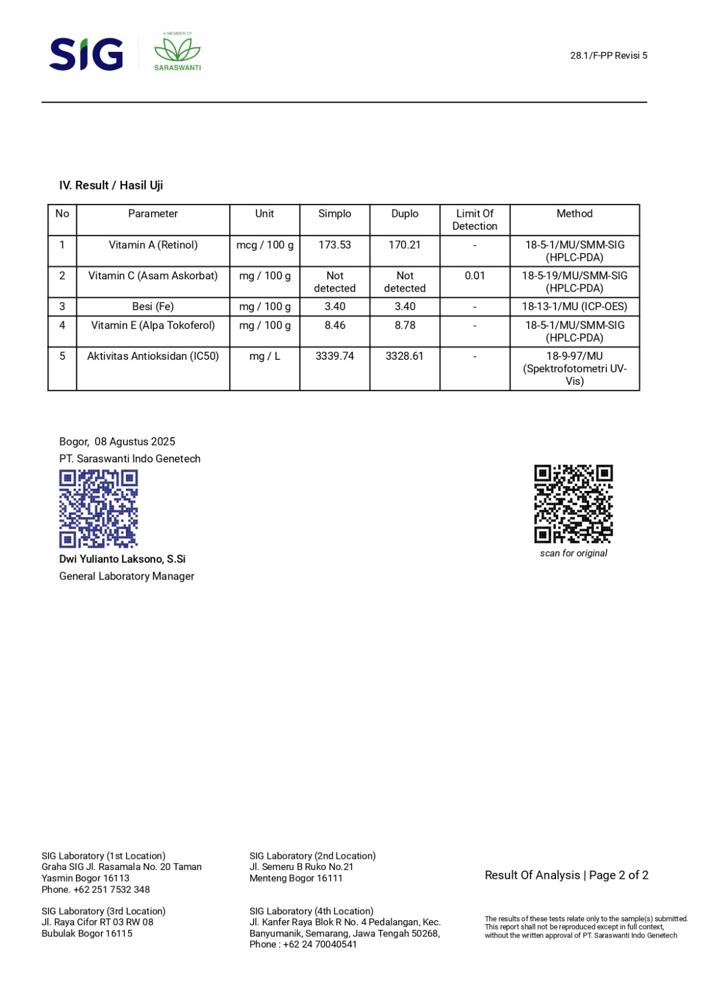 SIG
A MEMBER OF
SARASWANTI
28.1/F-PP Revisi 5
IV. Result / Hasil Uji
No Parameter Unit Simplo Duplo Limit Of Detection Method
1 Vitamin A (Retinol) mcg / 100 g 173.53 170.21 - 18-5-1/MU/SMM-SIG (HPLC-PDA)
2 Vitamin C (Asam Askorbat) mg / 100 g Not detected Not detected 0.01 18-5-19/MU/SMM-SIG (HPLC-PDA)
3 Besi (Fe) mg / 100 g 3.40 3.40 - 18-13-1/MU (ICP-OES)
4 Vitamin E (Alpa Tokoferol) mg / 100 g 8.46 8.78 - 18-5-1/MU/SMM-SIG (HPLC-PDA)
5 Aktivitas Antioksidan (IC50) mg / L 3339.74 3328.61 - 18-9-97/MU (Spektrofotometri UV-Vis)
Bogor, 08 Agustus 2025
PT. Saraswanti Indo Genetech
Dwi Yulianto Laksono, S.Si
General Laboratory Manager
scan for original
SIG Laboratory (1st Location)
Graha SIG Jl. Rasamala No. 20 Taman
Yasmin Bogor 16113
Phone. +62 251 7532 348
SIG Laboratory (2nd Location)
Jl. Semeru B Ruko No.21
Menteng Bogor 16111
SIG Laboratory (3rd Location)
Jl. Raya Cifor RT 03 RW 08
Bubulak Bogor 16115
SIG Laboratory (4th Location)
Jl. Kanfer Raya Blok R No. 4 Pedalangan, Kec.
Banyumanik, Semarang, Jawa Tengah 50268,
Phone : +62 24 70040541
Result Of Analysis | Page 2 of 2
The results of these tests relate only to the sample(s) submitted.
This report shall not be reproduced except in full context,
without the written approval of PT. Saraswanti Indo Genetech